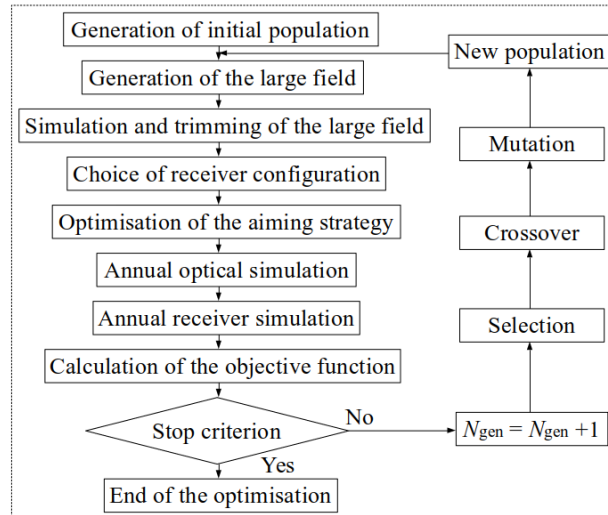 Generation of initial population
New population
Generation of the large field
Simulation and trimming of the large field
Mutation
Choice of receiver configuration
Optimisation of the aiming strategy
Crossover
Annual optical simulation
Annual receiver simulation
Selection
Calculation of the objective function
Stop criterion
No
Ngen = Ngen +1
Yes
End of the optimisation